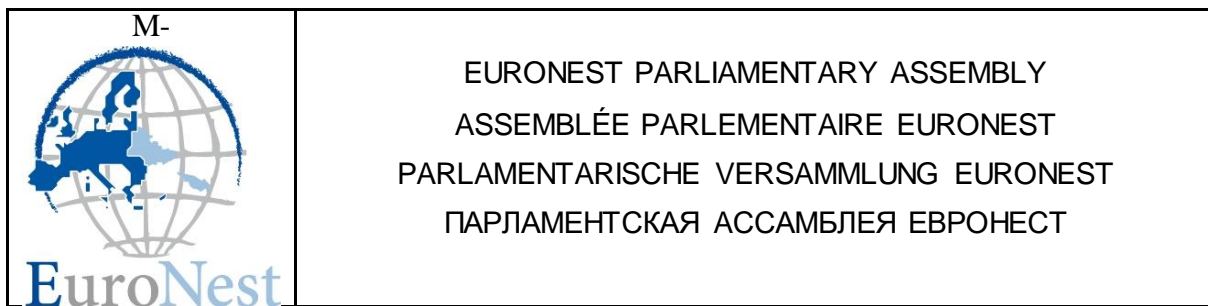 M-
EuroNest
EURONEST PARLIAMENTARY ASSEMBLY
ASSEMBLÉE PARLEMENTAIRE EURONEST
PARLAMENTARISCHE VERSAMMLUNG EURONEST
ПАРЛАМЕНТСКАЯ АССАМБЛЕЯ ЕВРОНЕСТ